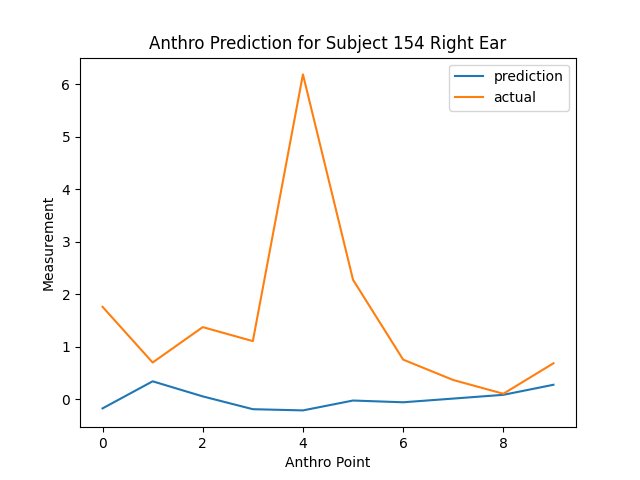 Anthro Prediction for Subject 154 Right Ear
prediction
actual
6
5
4
3
2
1
0
Measurement
0 2 4 6 8
Anthro Point